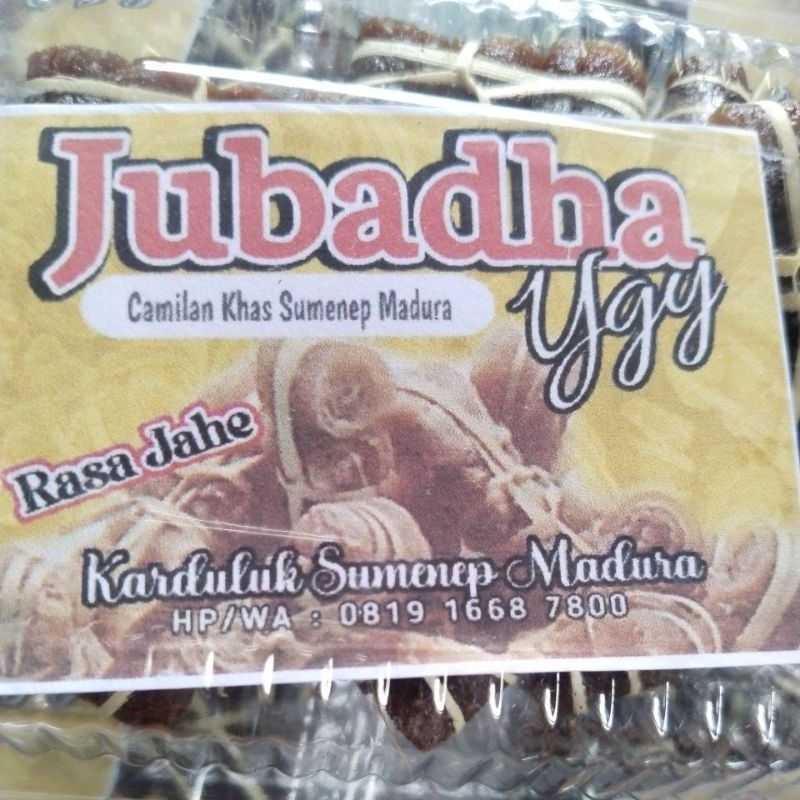 Jubadha
Ygy
Camilan Khas Sumenep Madura
Rasa Jahe
Karduluk Sumenep Madura
HP/WA : 0819 1668 7800